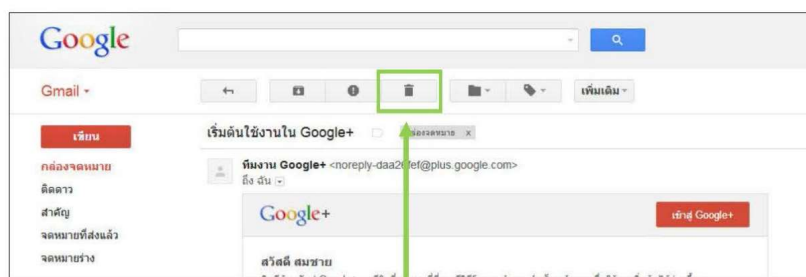 Google
Gmail
เพิ่มเติม
เขียน
เริ่มต้นใช้งานใน Google+
กล่องจดหมาย x
กล่องจดหมาย
ทีมงาน Google+ <noreply-daa26fef@plus.google.com>
ถึง ฉัน
ติดดาว
สำคัญ
Google+
เข้าสู่ Google+
จดหมายที่ส่งแล้ว
จดหมายร่าง
สวัสดี สมชาย